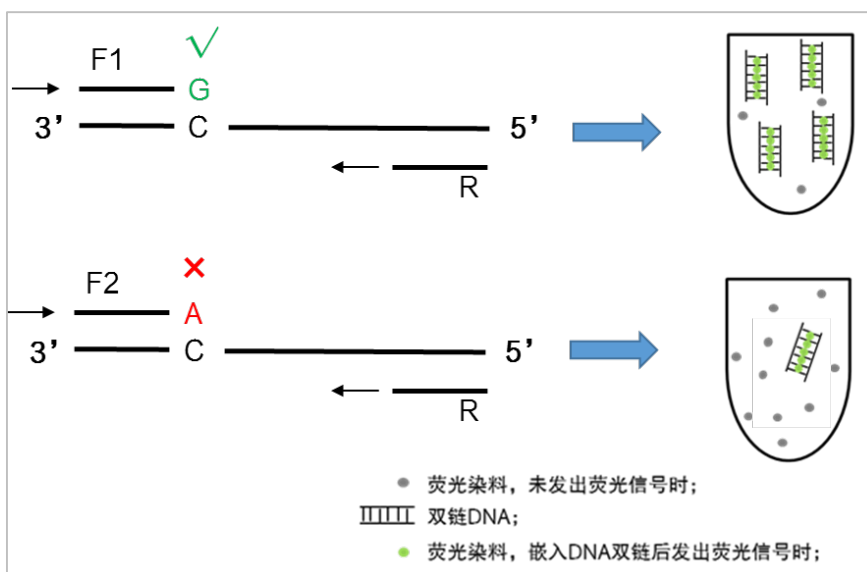 √
F1
G
3’
C
5’
R
×
F2
A
3’
C
5’
R
荧光染料，未发出荧光信号时；
双链DNA；
荧光染料，嵌入DNA双链后发出荧光信号时；